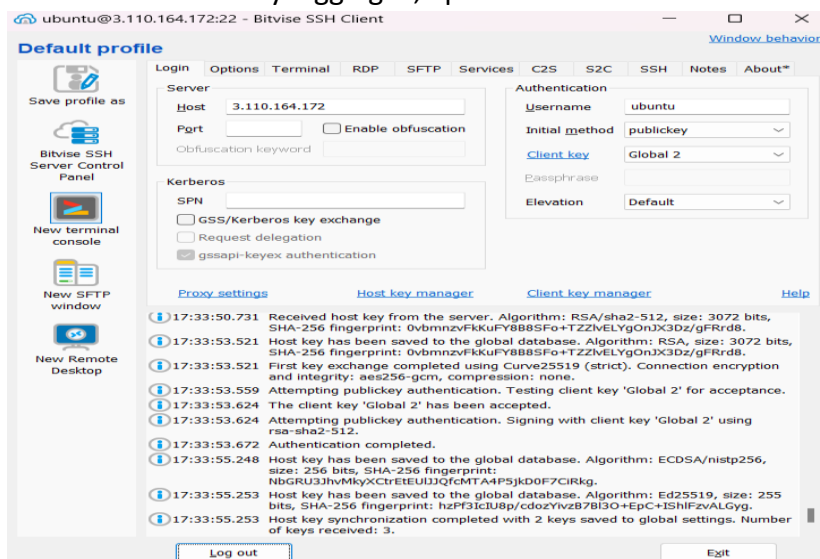 ubuntu@3.110.164.172:22 - Bitvise SSH Client
Default profile
Window behavior
Save profile as
Bitvise SSH
Server Control
Panel
New terminal
console
New SFTP
window
New Remote
Desktop
Login Options Terminal RDP SFTP Services C2S S2C SSH Notes About*
Server
Host 3.110.164.172
Port Enable obfuscation
Obfuscation keyword
Kerberos
SPN
GSS/Kerberos key exchange
Request delegation
gssapi-keyex authentication
Authentication
Username ubuntu
Initial method publickey
Client key Global 2
Passphrase
Elevation Default
Proxy settings Host key manager Client key manager Help
17:33:50.731 Received host key from the server. Algorithm: RSA/sha2-512, size: 3072 bits,
SHA-256 fingerprint:
17:33:53.521 Host key has been saved to the global database. Algorithm: RSA, size: 3072 bits,
SHA-256 fingerprint:
17:33:53.521 First key exchange completed using Curve25519 (strict). Connection encryption
and integrity: aes256-gcm, compression: none.
17:33:53.559 Attempting publickey authentication. Testing client key 'Global 2' for acceptance.
17:33:53.624 The client key 'Global 2' has been accepted.
17:33:53.624 Attempting publickey authentication. Signing with client key 'Global 2' using
rsa-sha2-512.
17:33:53.672 Authentication completed.
17:33:55.248 Host key has been saved to the global database. Algorithm: ECDSA/nistp256,
size: 256 bits, SHA-256 fingerprint:
17:33:55.253 Host key has been saved to the global database. Algorithm: Ed25519, size: 255
bits, SHA-256 fingerprint:
17:33:55.253 Host key synchronization completed with 2 keys saved to global settings. Number
of keys received: 3.
Log out Exit